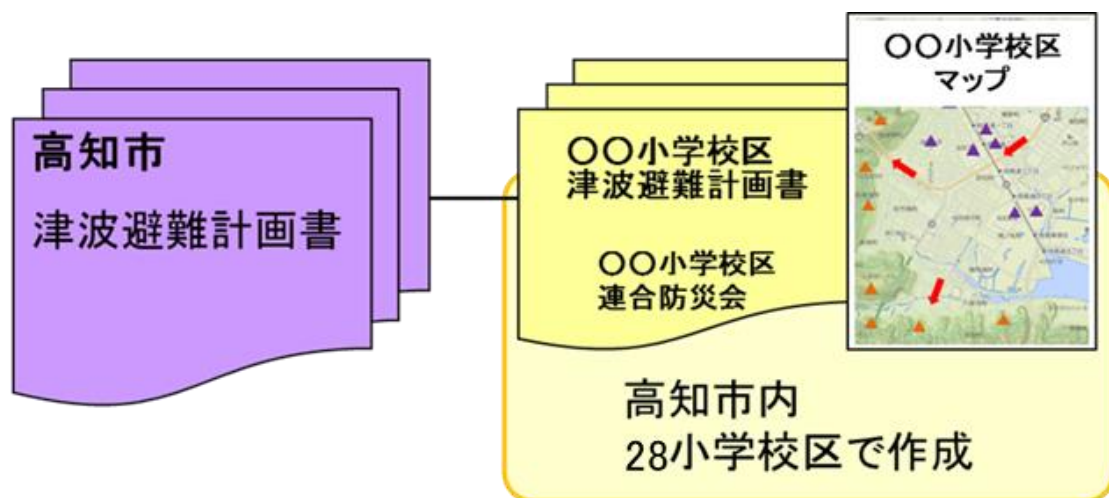 高知市
津波避難計画書
〇〇小学校区
津波避難計画書
〇〇小学校区
連合防災会
〇〇小学校区
マップ
高知市内
28小学校区で作成